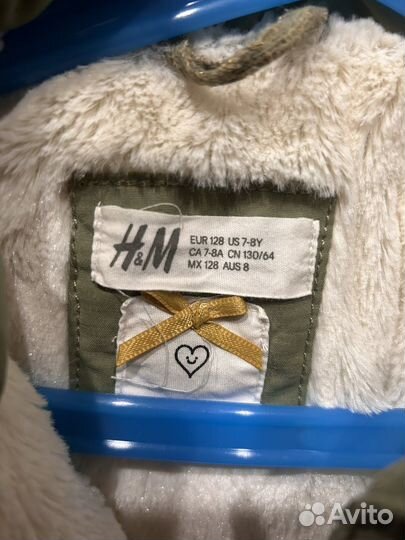 H&M
EUR 128 US 7-8Y
CA 7-8A CN 130/64
MX 128 AUS 8
Avito